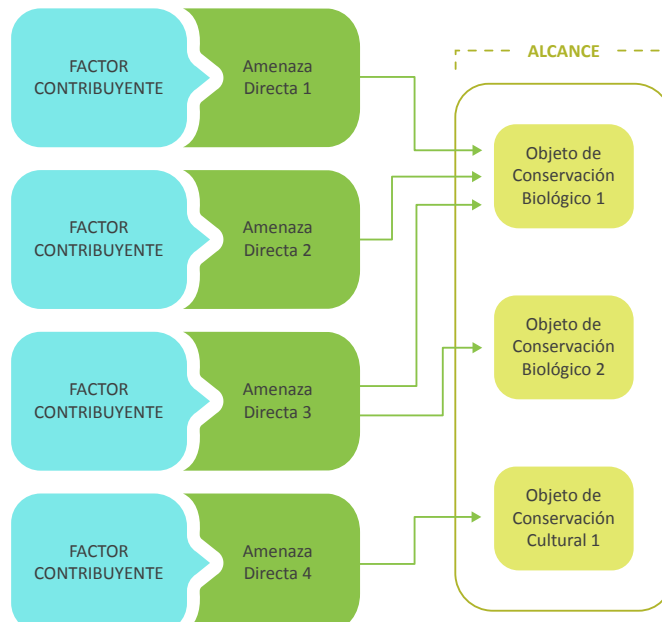 FACTOR
CONTRIBUYENTE
Amenaza
Directa 1
FACTOR
CONTRIBUYENTE
Amenaza
Directa 2
FACTOR
CONTRIBUYENTE
Amenaza
Directa 3
FACTOR
CONTRIBUYENTE
Amenaza
Directa 4
ALCANCE
Objeto de
Conservación
Biológico 1
Objeto de
Conservación
Biológico 2
Objeto de
Conservación
Cultural 1